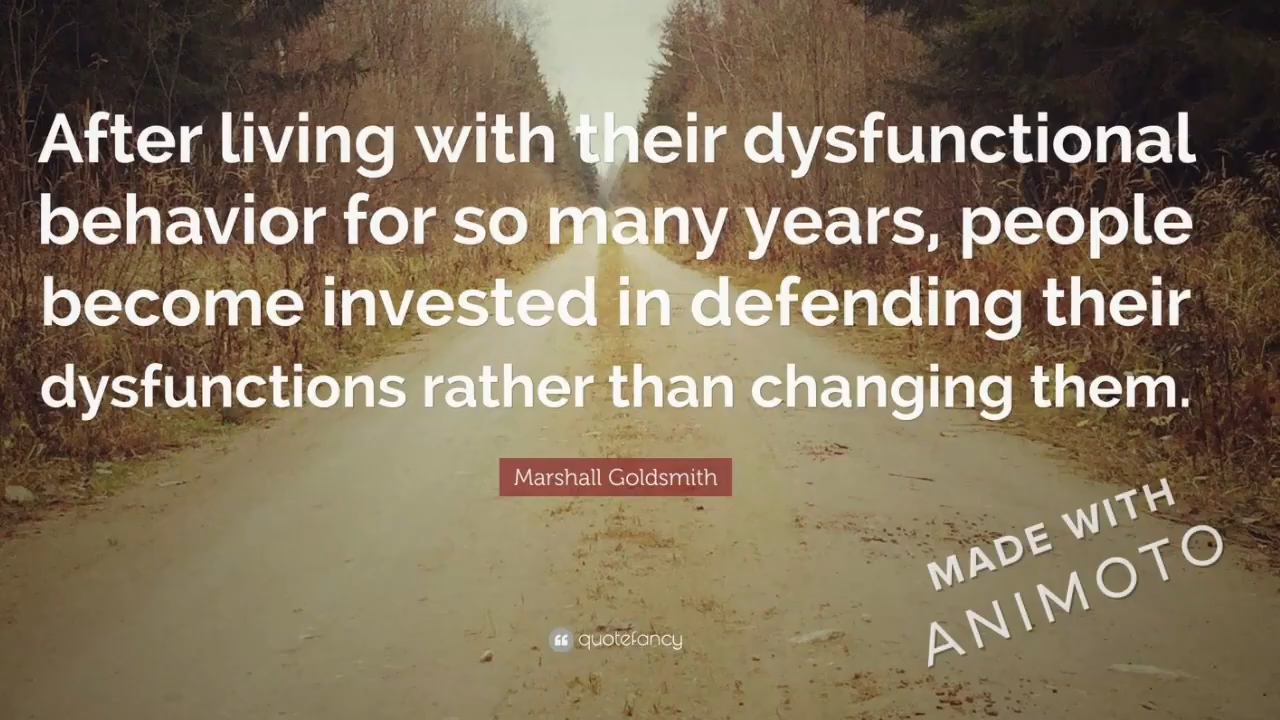 After living with their dysfunctional
behavior for so many years, people
become invested in defending their
dysfunctions rather than changing them.
Marshall Goldsmith
MADE WITH
ANIMOTO
quotefancy